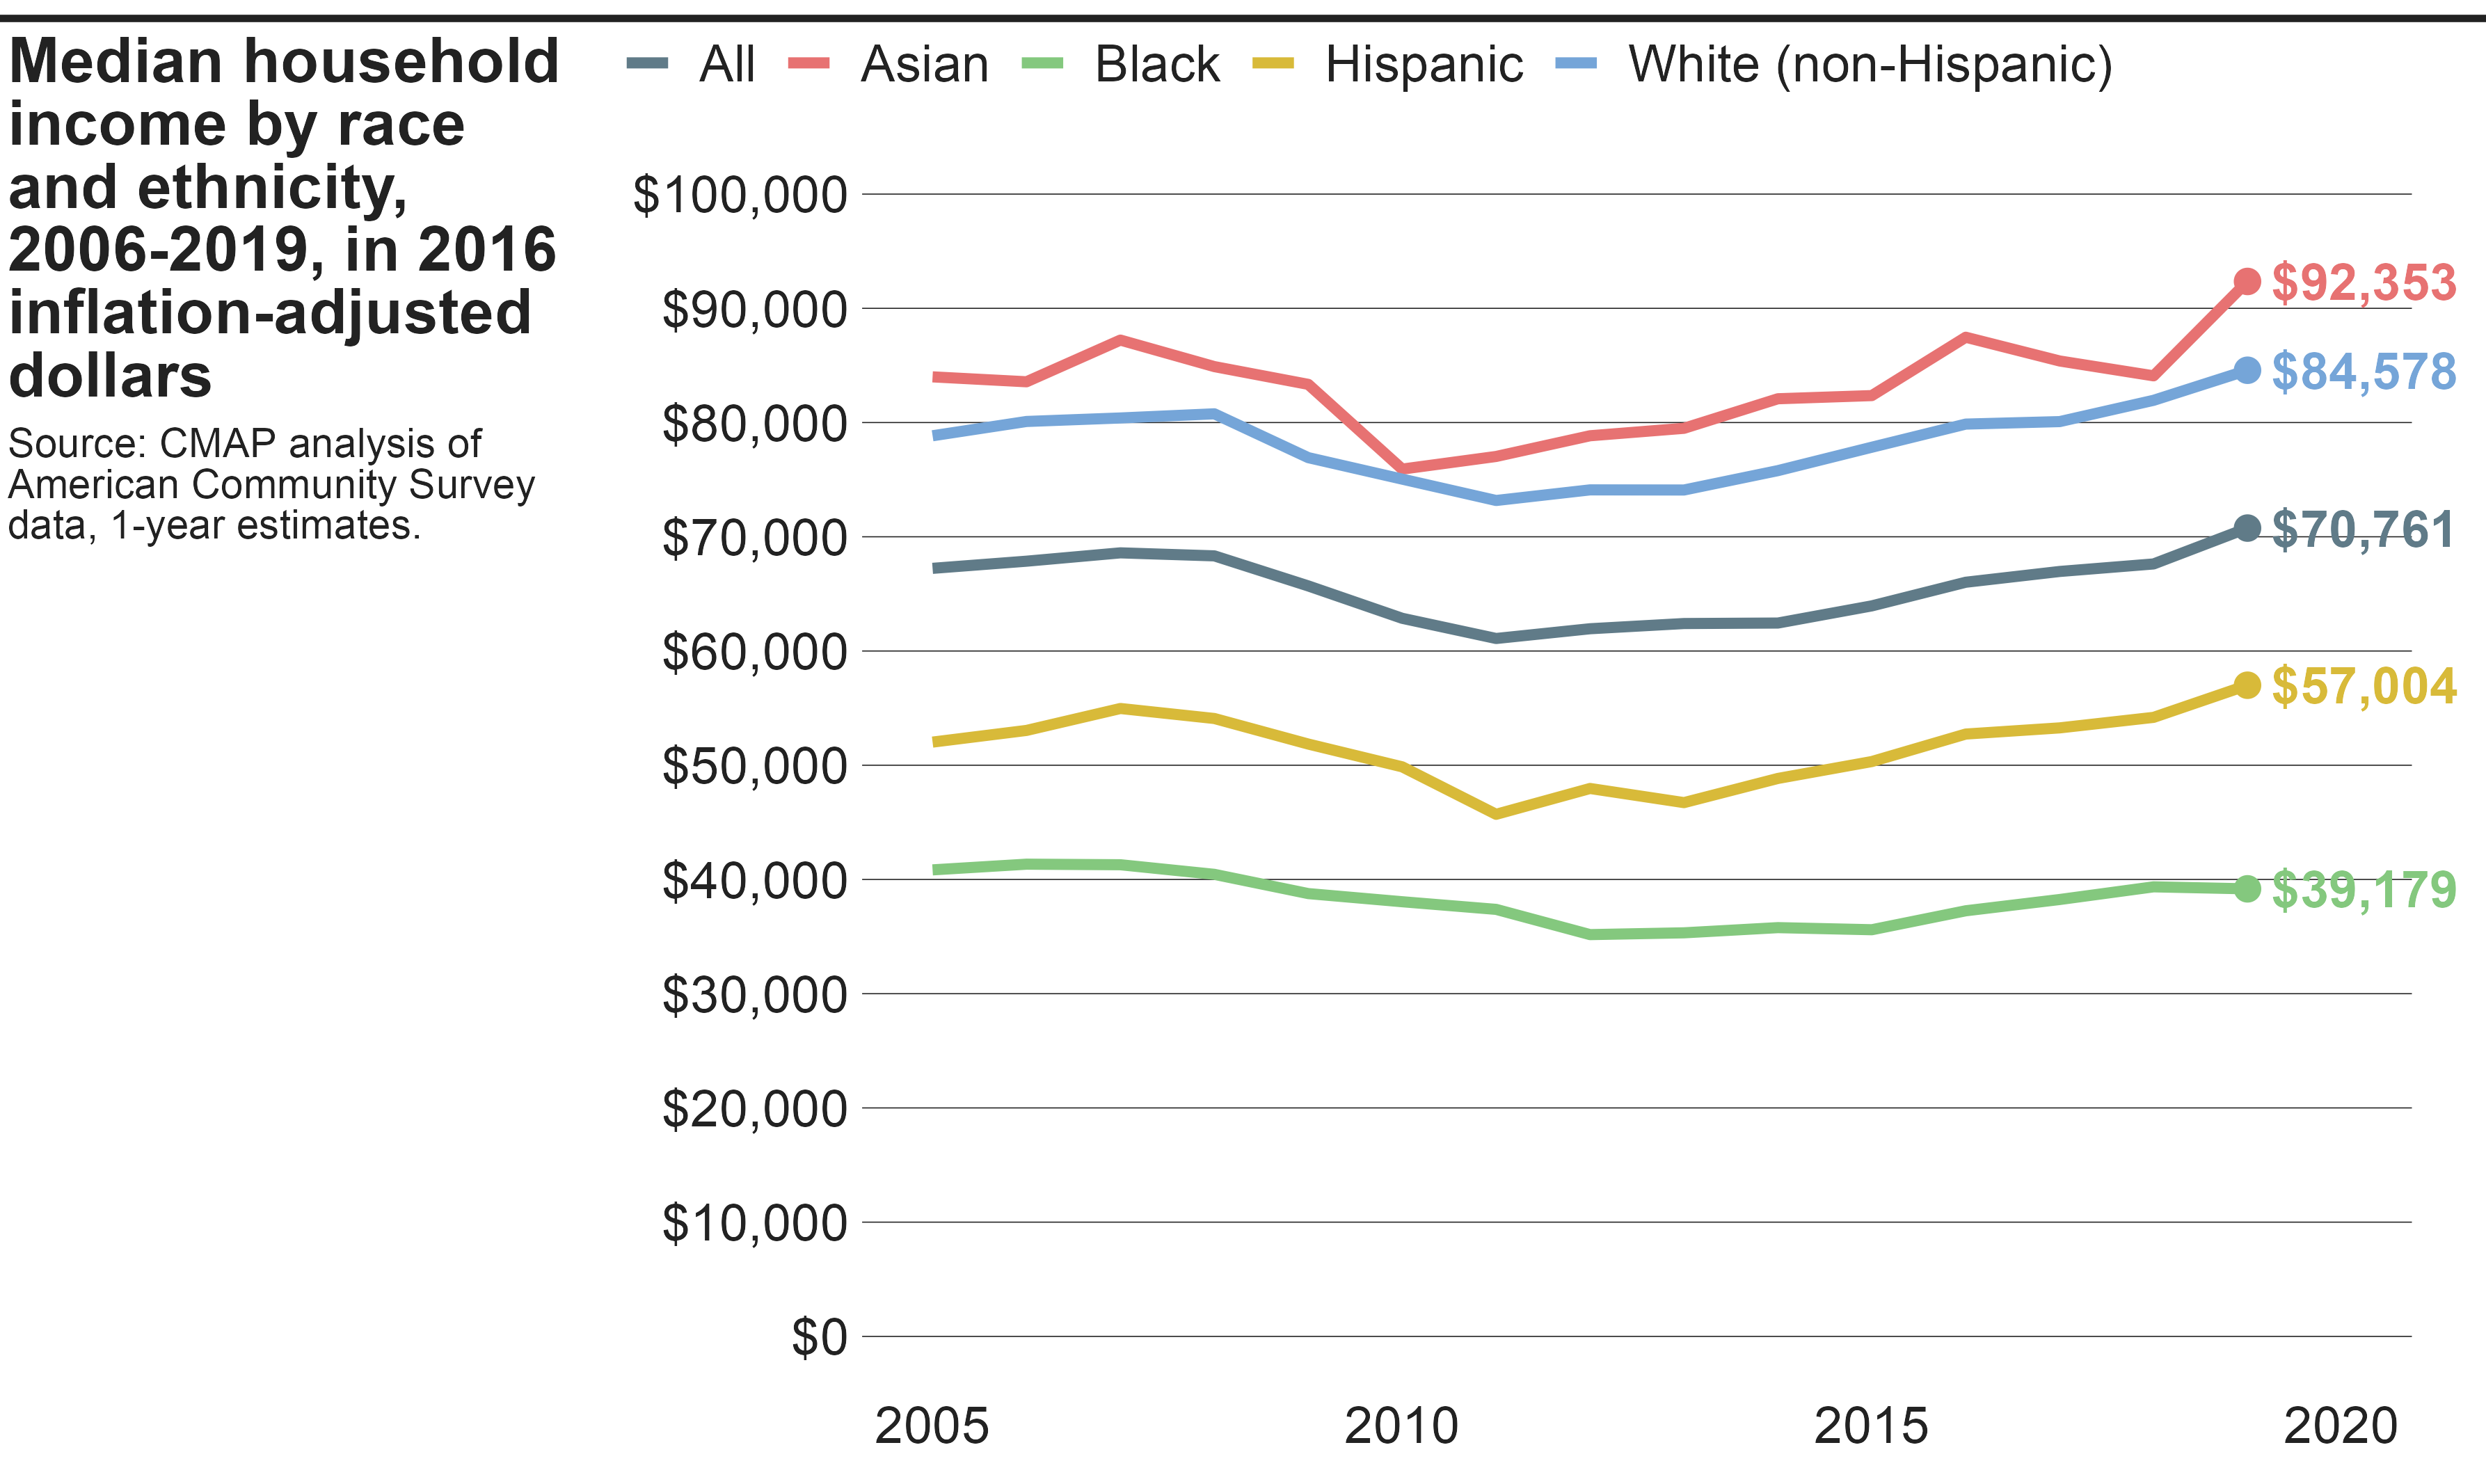 Median household
income by race
and ethnicity,
2006-2019, in 2016
inflation-adjusted
dollars
Source: CMAP analysis of
American Community Survey
data, 1-year estimates.
All Asian Black Hispanic White (non-Hispanic)
$100,000
$90,000
$80,000
$70,000
$60,000
$50,000
$40,000
$30,000
$20,000
$10,000
$0
$92,353
$84,578
$70,761
$57,004
$39,179
2005 2010 2015 2020